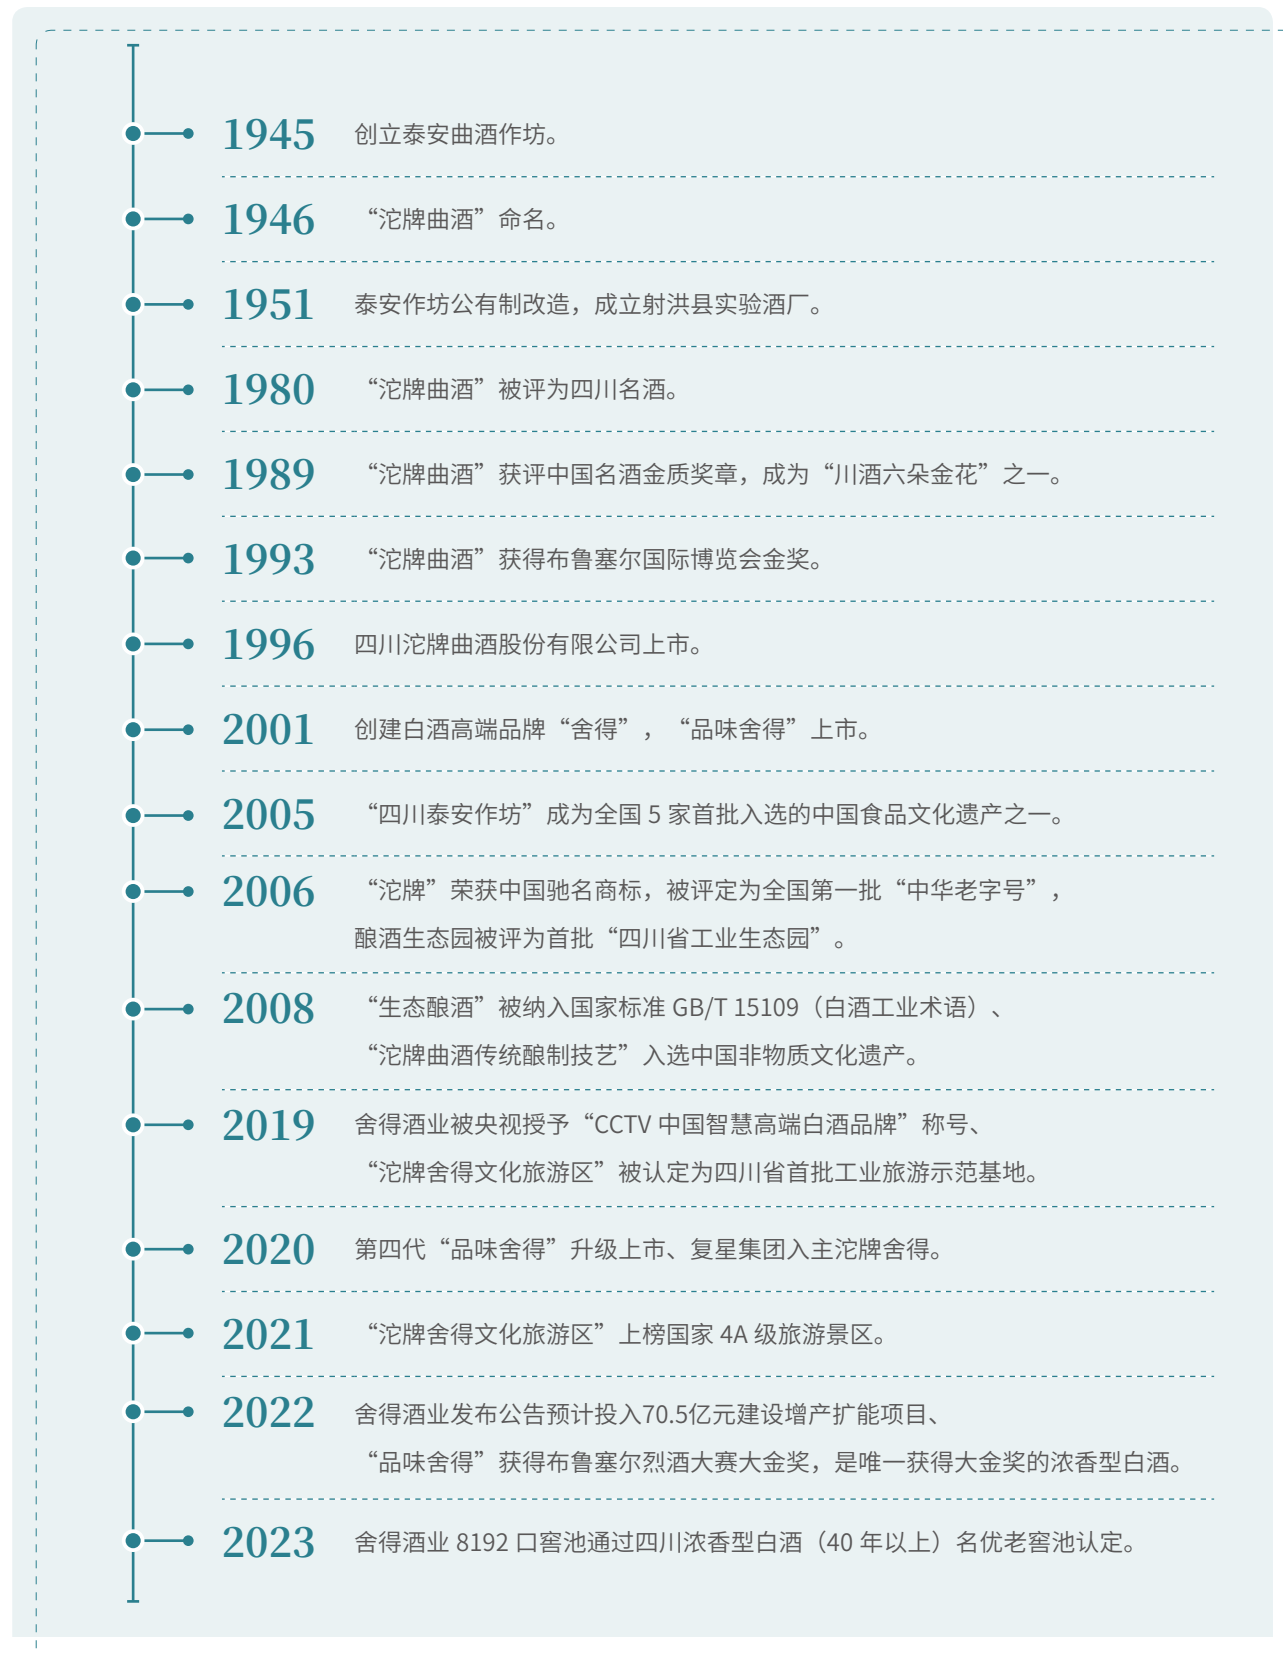 1945 创立泰安曲酒作坊。
1946 “沱牌曲酒”命名。
1951 泰安作坊公有制改造，成立射洪县实验酒厂。
1980 “沱牌曲酒”被评为四川名酒。
1989 “沱牌曲酒”获评中国名酒金质奖章，成为“川酒六朵金花”之一。
1993 “沱牌曲酒”获得布鲁塞尔国际博览会金奖。
1996 四川沱牌曲酒股份有限公司上市。
2001 创建白酒高端品牌“舍得”，“品味舍得”上市。
2005 “四川泰安作坊”成为全国 5 家首批入选的中国食品文化遗产之一。
2006 “沱牌”荣获中国驰名商标，被评定为全国第一批“中华老字号”，
酿酒生态园被评为首批“四川省工业生态园”。
2008 “生态酿酒”被纳入国家标准 GB/T 15109（白酒工业术语）、
“沱牌曲酒传统酿制技艺”入选中国非物质文化遗产。
2019 舍得酒业被央视授予“CCTV 中国智慧高端白酒品牌”称号、
“沱牌舍得文化旅游区”被认定为四川省首批工业旅游示范基地。
2020 第四代“品味舍得”升级上市、复星集团入主沱牌舍得。
2021 “沱牌舍得文化旅游区”上榜国家 4A 级旅游景区。
2022 舍得酒业发布公告预计投入70.5亿元建设增产扩能项目、
“品味舍得”获得布鲁塞尔烈酒大赛大金奖，是唯一获得大金奖的浓香型白酒。
2023 舍得酒业 8192 口窖池通过四川浓香型白酒（40 年以上）名优老窖池认定。